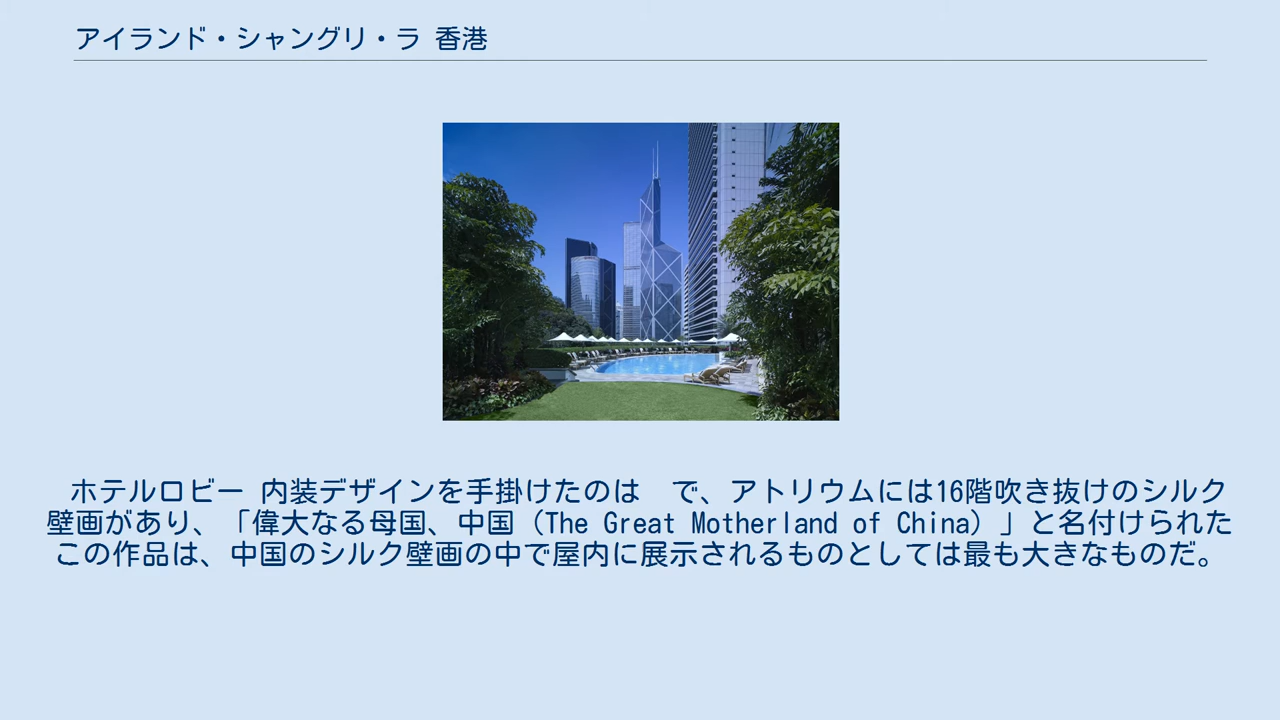 アイランド・シャングリ・ラ 香港
ホテルロビー 内装デザインを手掛けたのは　で、アトリウムには16階吹き抜けのシルク
壁画があり、「偉大なる母国、中国（The Great Motherland of China）」と名付けられた
この作品は、中国のシルク壁画の中で屋内に展示されるものとしては最も大きなものだ。